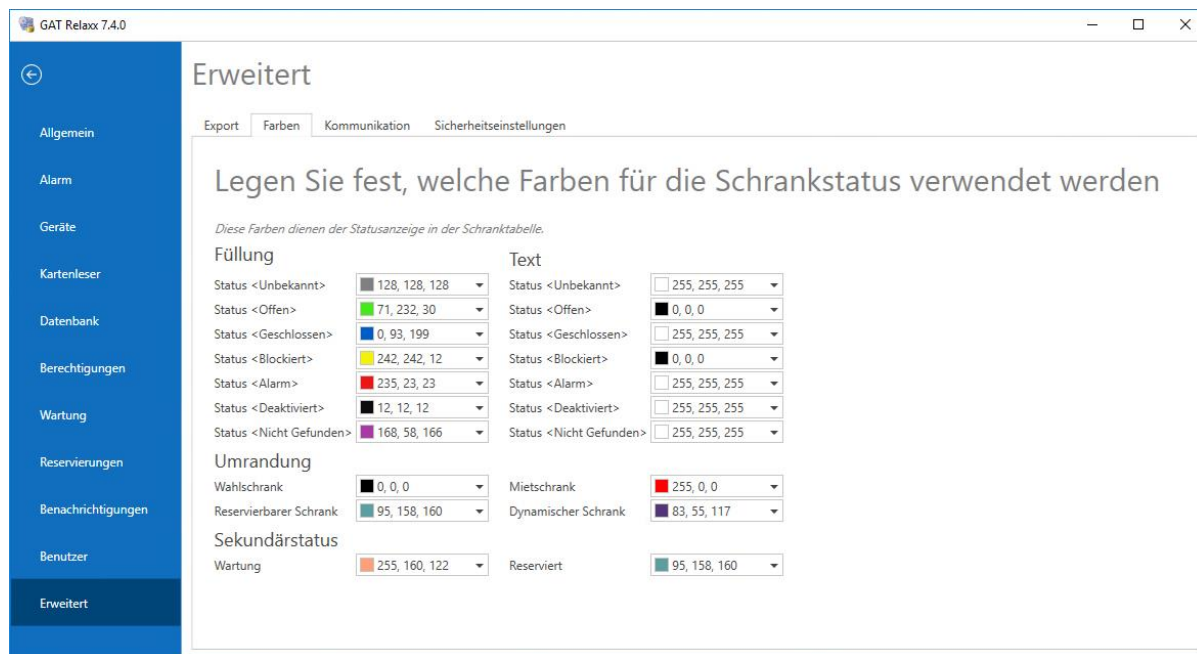 GAT Relaxx 7.4.0
Erweitert
Allgemein
Alarm
Geräte
Kartenleser
Datenbank
Berechtigungen
Wartung
Reservierungen
Benachrichtigungen
Benutzer
Erweitert
Export Farben Kommunikation Sicherheitseinstellungen
Legen Sie fest, welche Farben für die Schrankstatus verwendet werden
Diese Farben dienen der Statusanzeige in der Schranktabelle.
Füllung Text
Status <Unbekannt> 128, 128, 128 Status <Unbekannt> 255, 255, 255
Status <Offen> 71, 232, 30 Status <Offen> 0, 0, 0
Status <Geschlossen> 0, 93, 199 Status <Geschlossen> 255, 255, 255
Status <Blockiert> 242, 242, 12 Status <Blockiert> 0, 0, 0
Status <Alarm> 235, 23, 23 Status <Alarm> 255, 255, 255
Status <Deaktiviert> 12, 12, 12 Status <Deaktiviert> 255, 255, 255
Status <Nicht Gefunden> 168, 58, 166 Status <Nicht Gefunden> 255, 255, 255
Umrandung
Wahlschrank 0, 0, 0 Mietschrank 255, 0, 0
Reservierbarer Schrank 95, 158, 160 Dynamischer Schrank 83, 55, 117
Sekundärstatus
Wartung 255, 160, 122 Reserviert 95, 158, 160